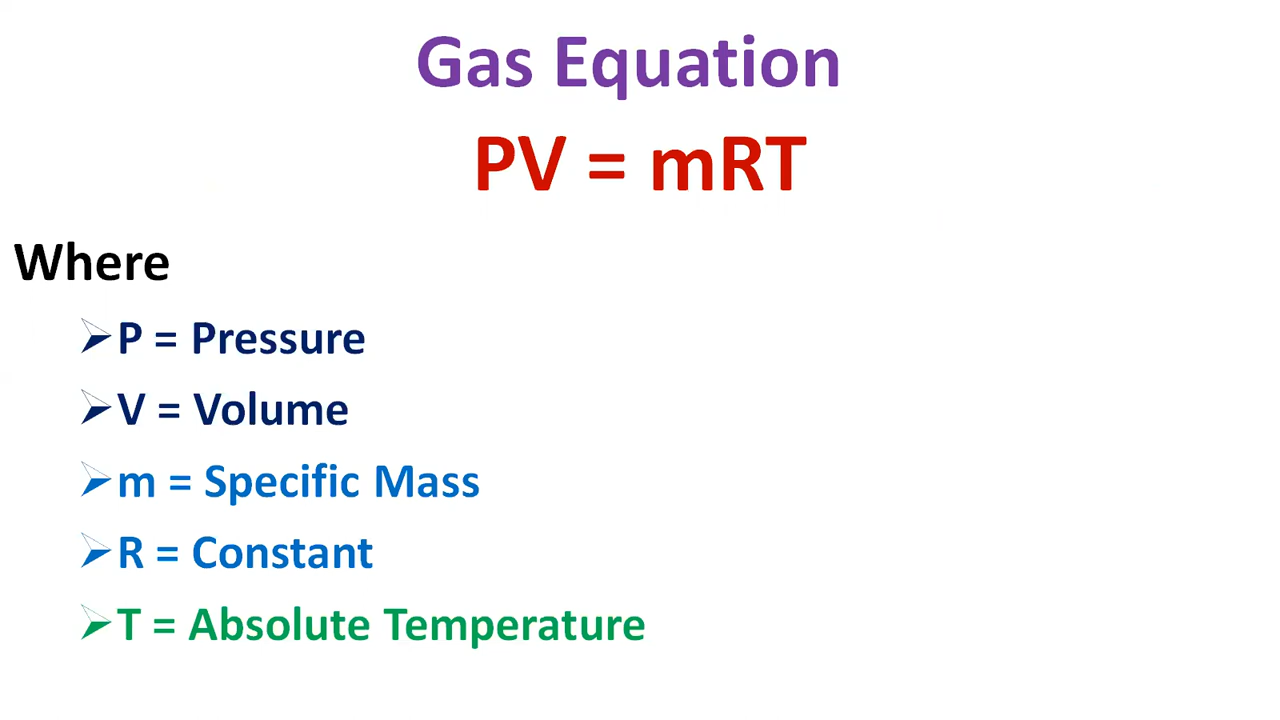 Gas Equation
PV = mRT
Where
➢P = Pressure
➢V = Volume
➢m = Specific Mass
➢R = Constant
➢T = Absolute Temperature